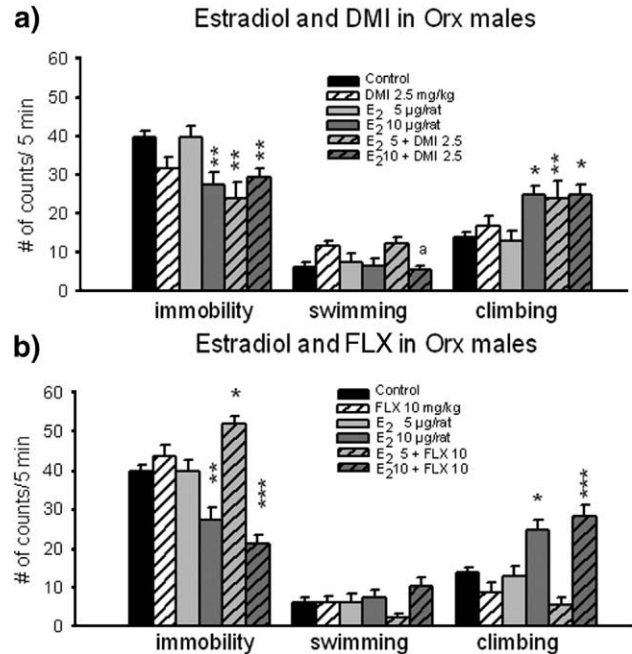 a)
Estradiol and DMI in Orx males
# of counts/ 5 min
60
50
40
30
20
10
0
Control
DMI 2.5 mg/kg
E2 5 µg/rat
E2 10 µg/rat
E2 5 + DMI 2.5
E210 + DMI 2.5
** ** **
a
* ** *
immobility swimming climbing
b)
Estradiol and FLX in Orx males
# of counts/5 min
60
50
40
30
20
10
0
Control
FLX 10 mg/kg
E2 5 µg/rat
E2 10 µg/rat
E2 5 + FLX 10
E210 + FLX 10
** * ***
* ***
immobility swimming climbing